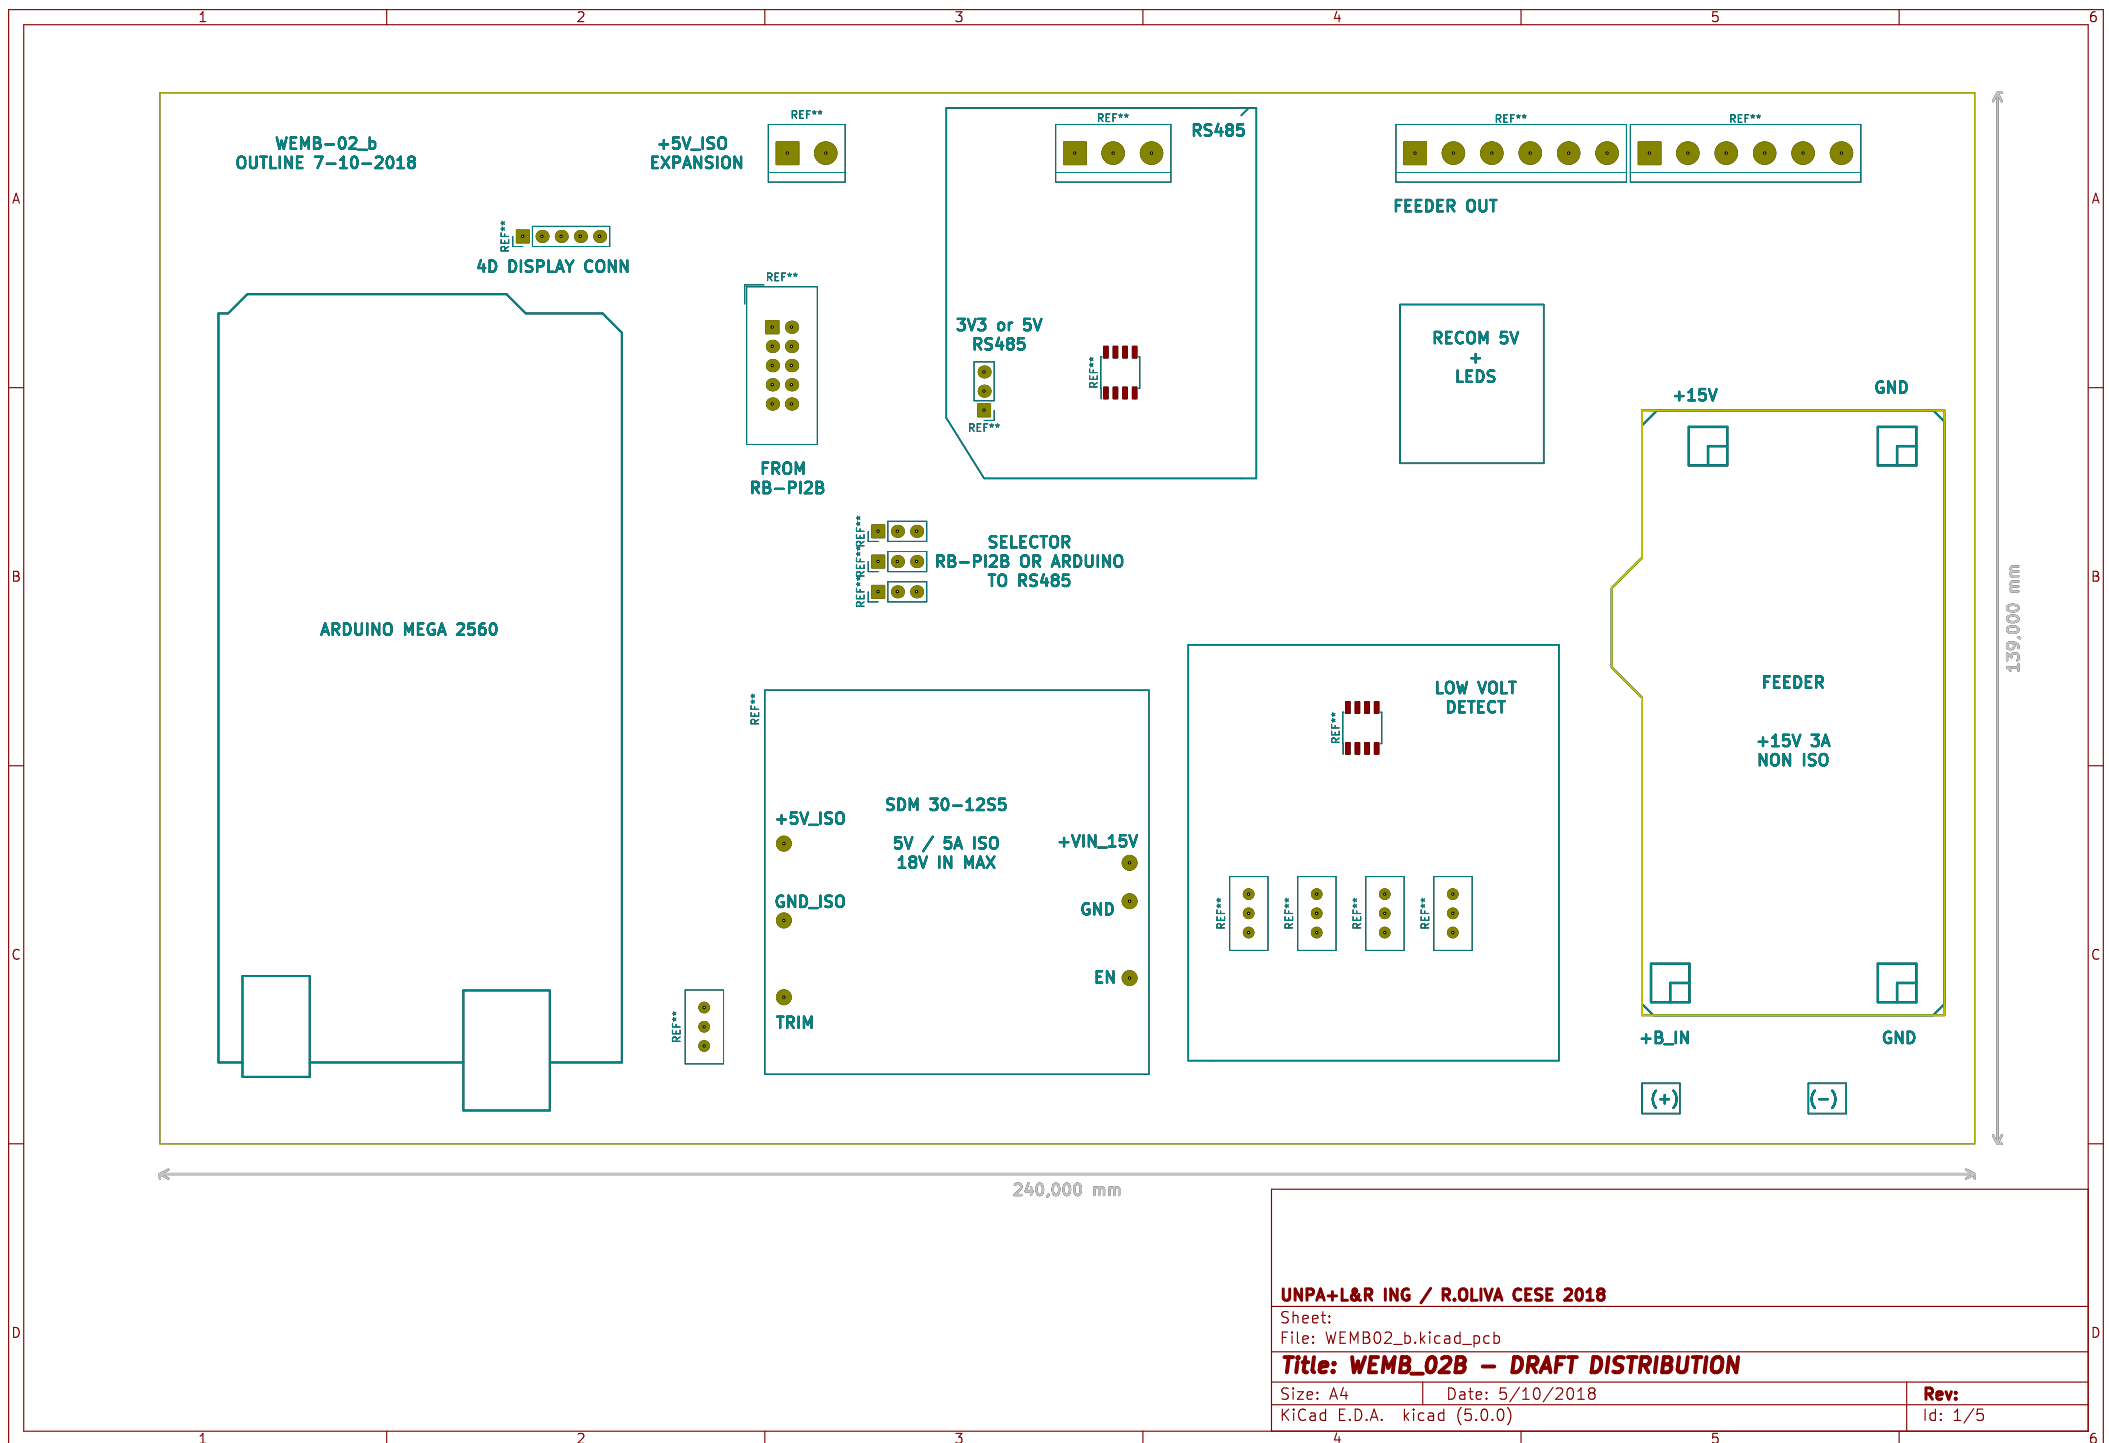 1 2 3 4 5 6
WEMB-02_b
OUTLINE 7-10-2018
+5V_ISO
EXPANSION
REF**
REF**
RS485
REF**
REF**
FEEDER OUT
A
A
REF**
4D DISPLAY CONN
REF**
3V3 or 5V
RS485
REF**
REF**
RECOM 5V
+
LEDS
+15V
GND
FROM
RB-PI2B
REF**
REF**
REF**
SELECTOR
RB-PI2B OR ARDUINO
TO RS485
B
B
139,000 mm
ARDUINO MEGA 2560
REF**
LOW VOLT
DETECT
REF**
FEEDER
+15V 3A
NON ISO
SDM 30-12S5
5V / 5A ISO
18V IN MAX
+5V_ISO
+VIN_15V
GND_ISO
GND
EN
TRIM
REF**
REF**
REF**
REF**
REF**
C
C
+B_IN
GND
(+)
(-)
240,000 mm
UNPA+L&R ING / R.OLIVA CESE 2018
Sheet:
File: WEMB02_b.kicad_pcb
D
D
Title: WEMB_02B - DRAFT DISTRIBUTION
Size: A4
Date: 5/10/2018
Rev:
KiCad E.D.A. kicad (5.0.0)
Id: 1/5
1 2 3 4 5 6